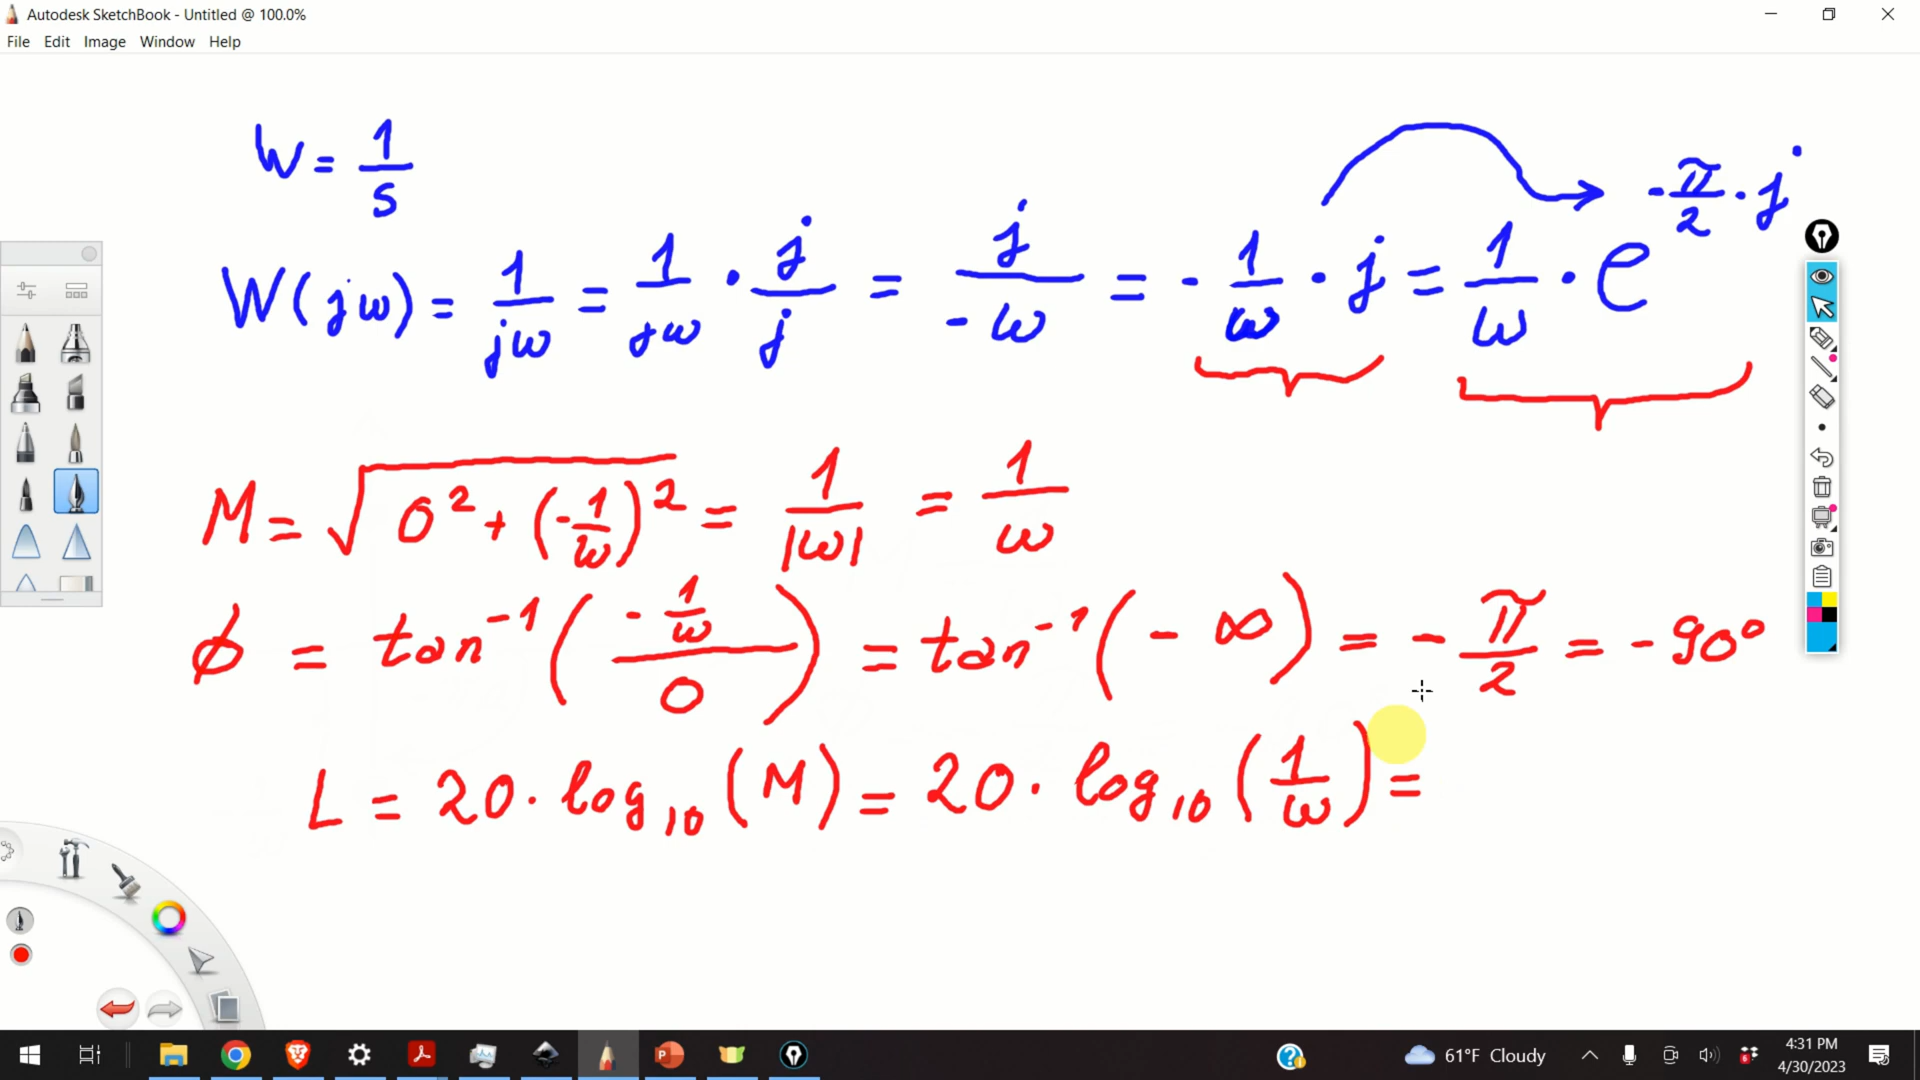 Autodesk SketchBook - Untitled @ 100.0%
File Edit Image Window Help
W = 1/s
W(jω) = 1/jω = 1/jω · j/j = j/-ω = -1/ω · j = 1/ω · e^(-π/2 · j)
M = √(0² + (-1/ω)²) = 1/|ω| = 1/ω
ϕ = tan⁻¹(-1/ω / 0) = tan⁻¹(-∞) = -π/2 = -90°
L = 20 · log₁₀(M) = 20 · log₁₀(1/ω) =
61°F Cloudy
4:31 PM
4/30/2023